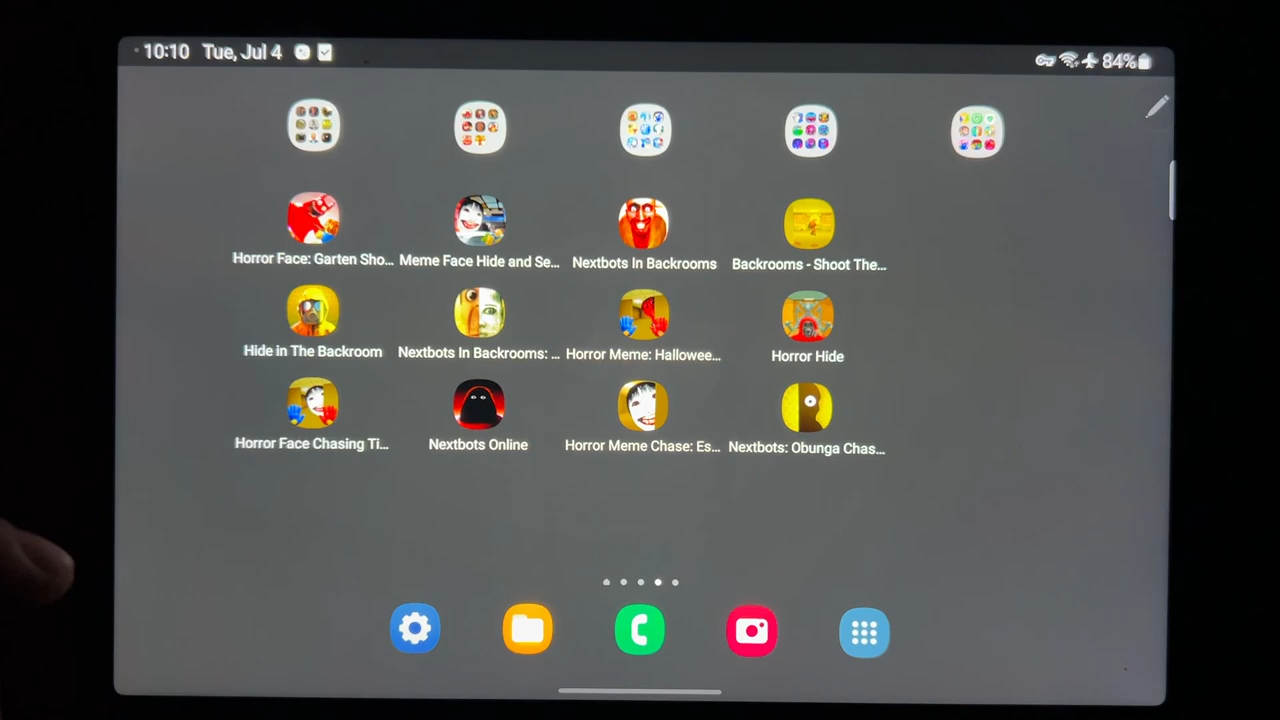 10:10 Tue, Jul 4
84%
Horror Face: Garten Sho... Meme Face Hide and Se... Nextbots In Backrooms Backrooms - Shoot The...
Hide in The Backroom Nextbots In Backrooms: ... Horror Meme: Hallowee... Horror Hide
Horror Face Chasing Ti... Nextbots Online Horror Meme Chase: Es... Nextbots: Obunga Chas...